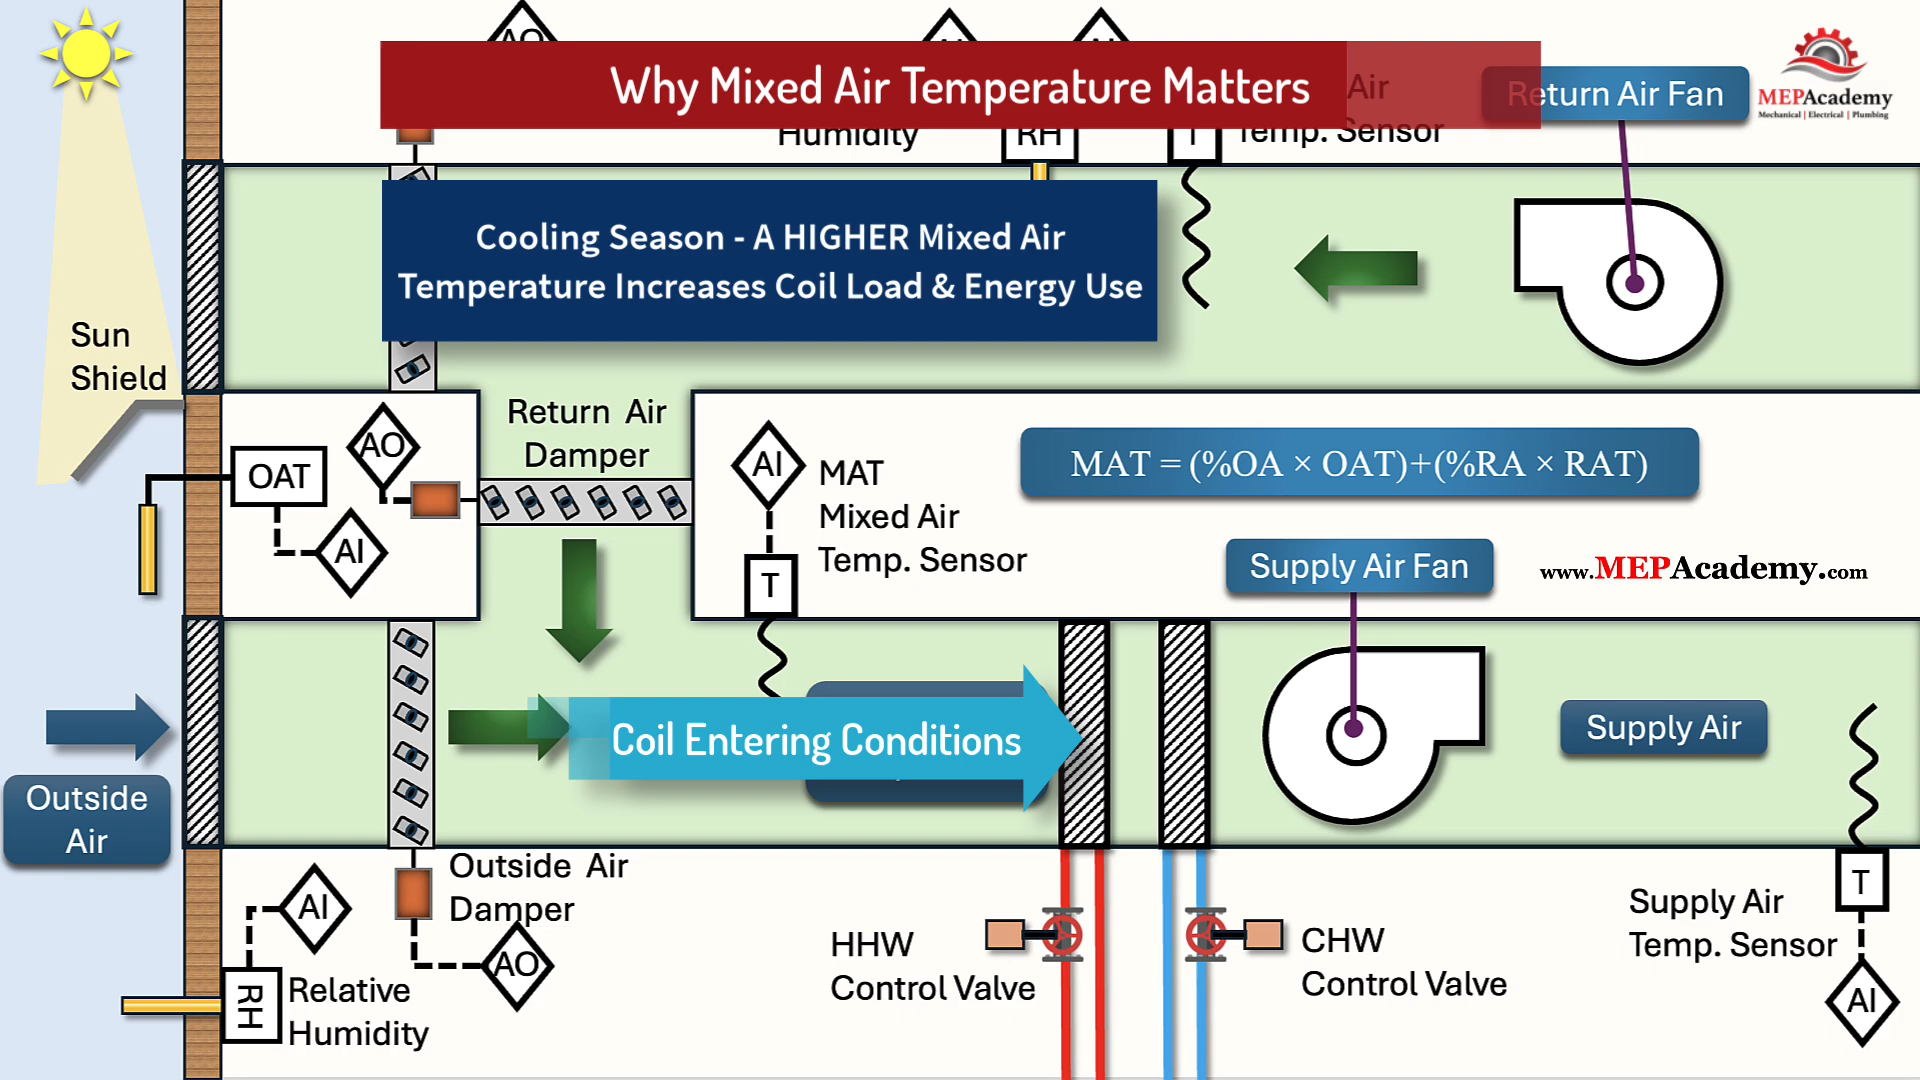 AO
AI
AI
Why Mixed Air Temperature Matters
Air
Return Air Fan
MEPAcademy
Mechanical | Electrical | Plumbing
Humidity
RH
T
Temp. Sensor
Cooling Season - A HIGHER Mixed Air
Temperature Increases Coil Load & Energy Use
Sun
Shield
Return Air
Damper
AO
OAT
AI
AI
MAT
Mixed Air
Temp. Sensor
T
MAT = (%OA × OAT)+(%RA × RAT)
Supply Air Fan
www.MEPAcademy.com
Coil Entering Conditions
Supply Air
Outside
Air
Outside Air
Damper
AI
AO
RH
Relative
Humidity
HHW
Control Valve
CHW
Control Valve
Supply Air
Temp. Sensor
T
AI